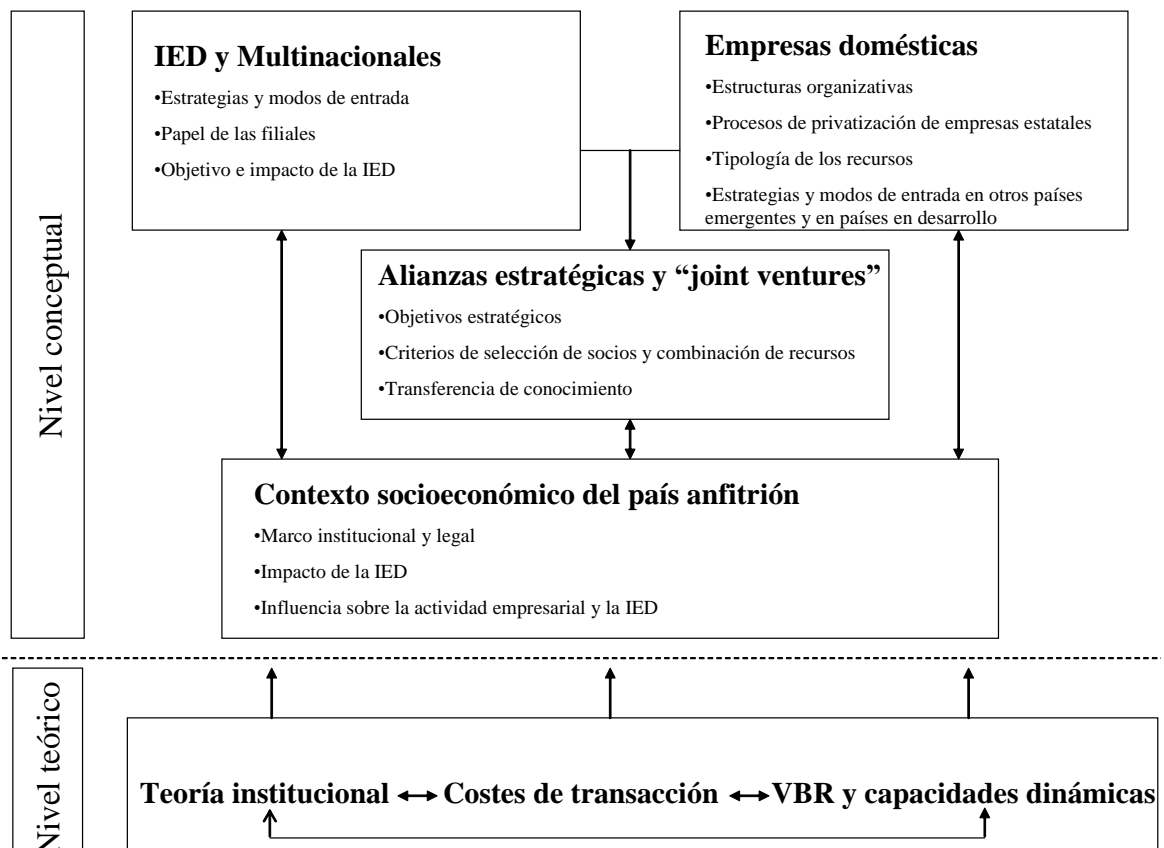 Nivel conceptual
IED y Multinacionales
•Estrategias y modos de entrada
•Papel de las filiales
•Objetivo e impacto de la IED
Empresas domésticas
•Estructuras organizativas
•Procesos de privatización de empresas estatales
•Tipología de los recursos
•Estrategias y modos de entrada en otros países
emergentes y en países en desarrollo
Alianzas estratégicas y “joint ventures”
•Objetivos estratégicos
•Criterios de selección de socios y combinación de recursos
•Transferencia de conocimiento
Contexto socioeconómico del país anfitrión
•Marco institucional y legal
•Impacto de la IED
•Influencia sobre la actividad empresarial y la IED
Nivel teórico
Teoría institucional
Costes de transacción
VBR y capacidades dinámicas